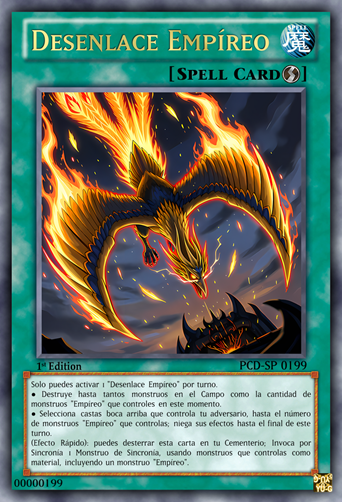 DESENLACE EMPÍREO
SPELL
魔
[SPELL CARD]
1st Edition
PCD-SP 0199
Solo puedes activar 1 "Desenlace Empíreo" por turno.
● Destruye hasta tantos monstruos en el Campo como la cantidad de
monstruos "Empíreo" que controles en este momento.
● Selecciona castas boca arriba que controla tu adversario, hasta el número
de monstruos "Empíreo" que controlas; niega sus efectos hasta el final de este
turno.
(Efecto Rápido): puedes desterrar esta carta en tu Cementerio; Invoca por
Sincronía 1 Monstruo de Sincronía, usando monstruos que controlas como
material, incluyendo un monstruo "Empíreo".
00000199